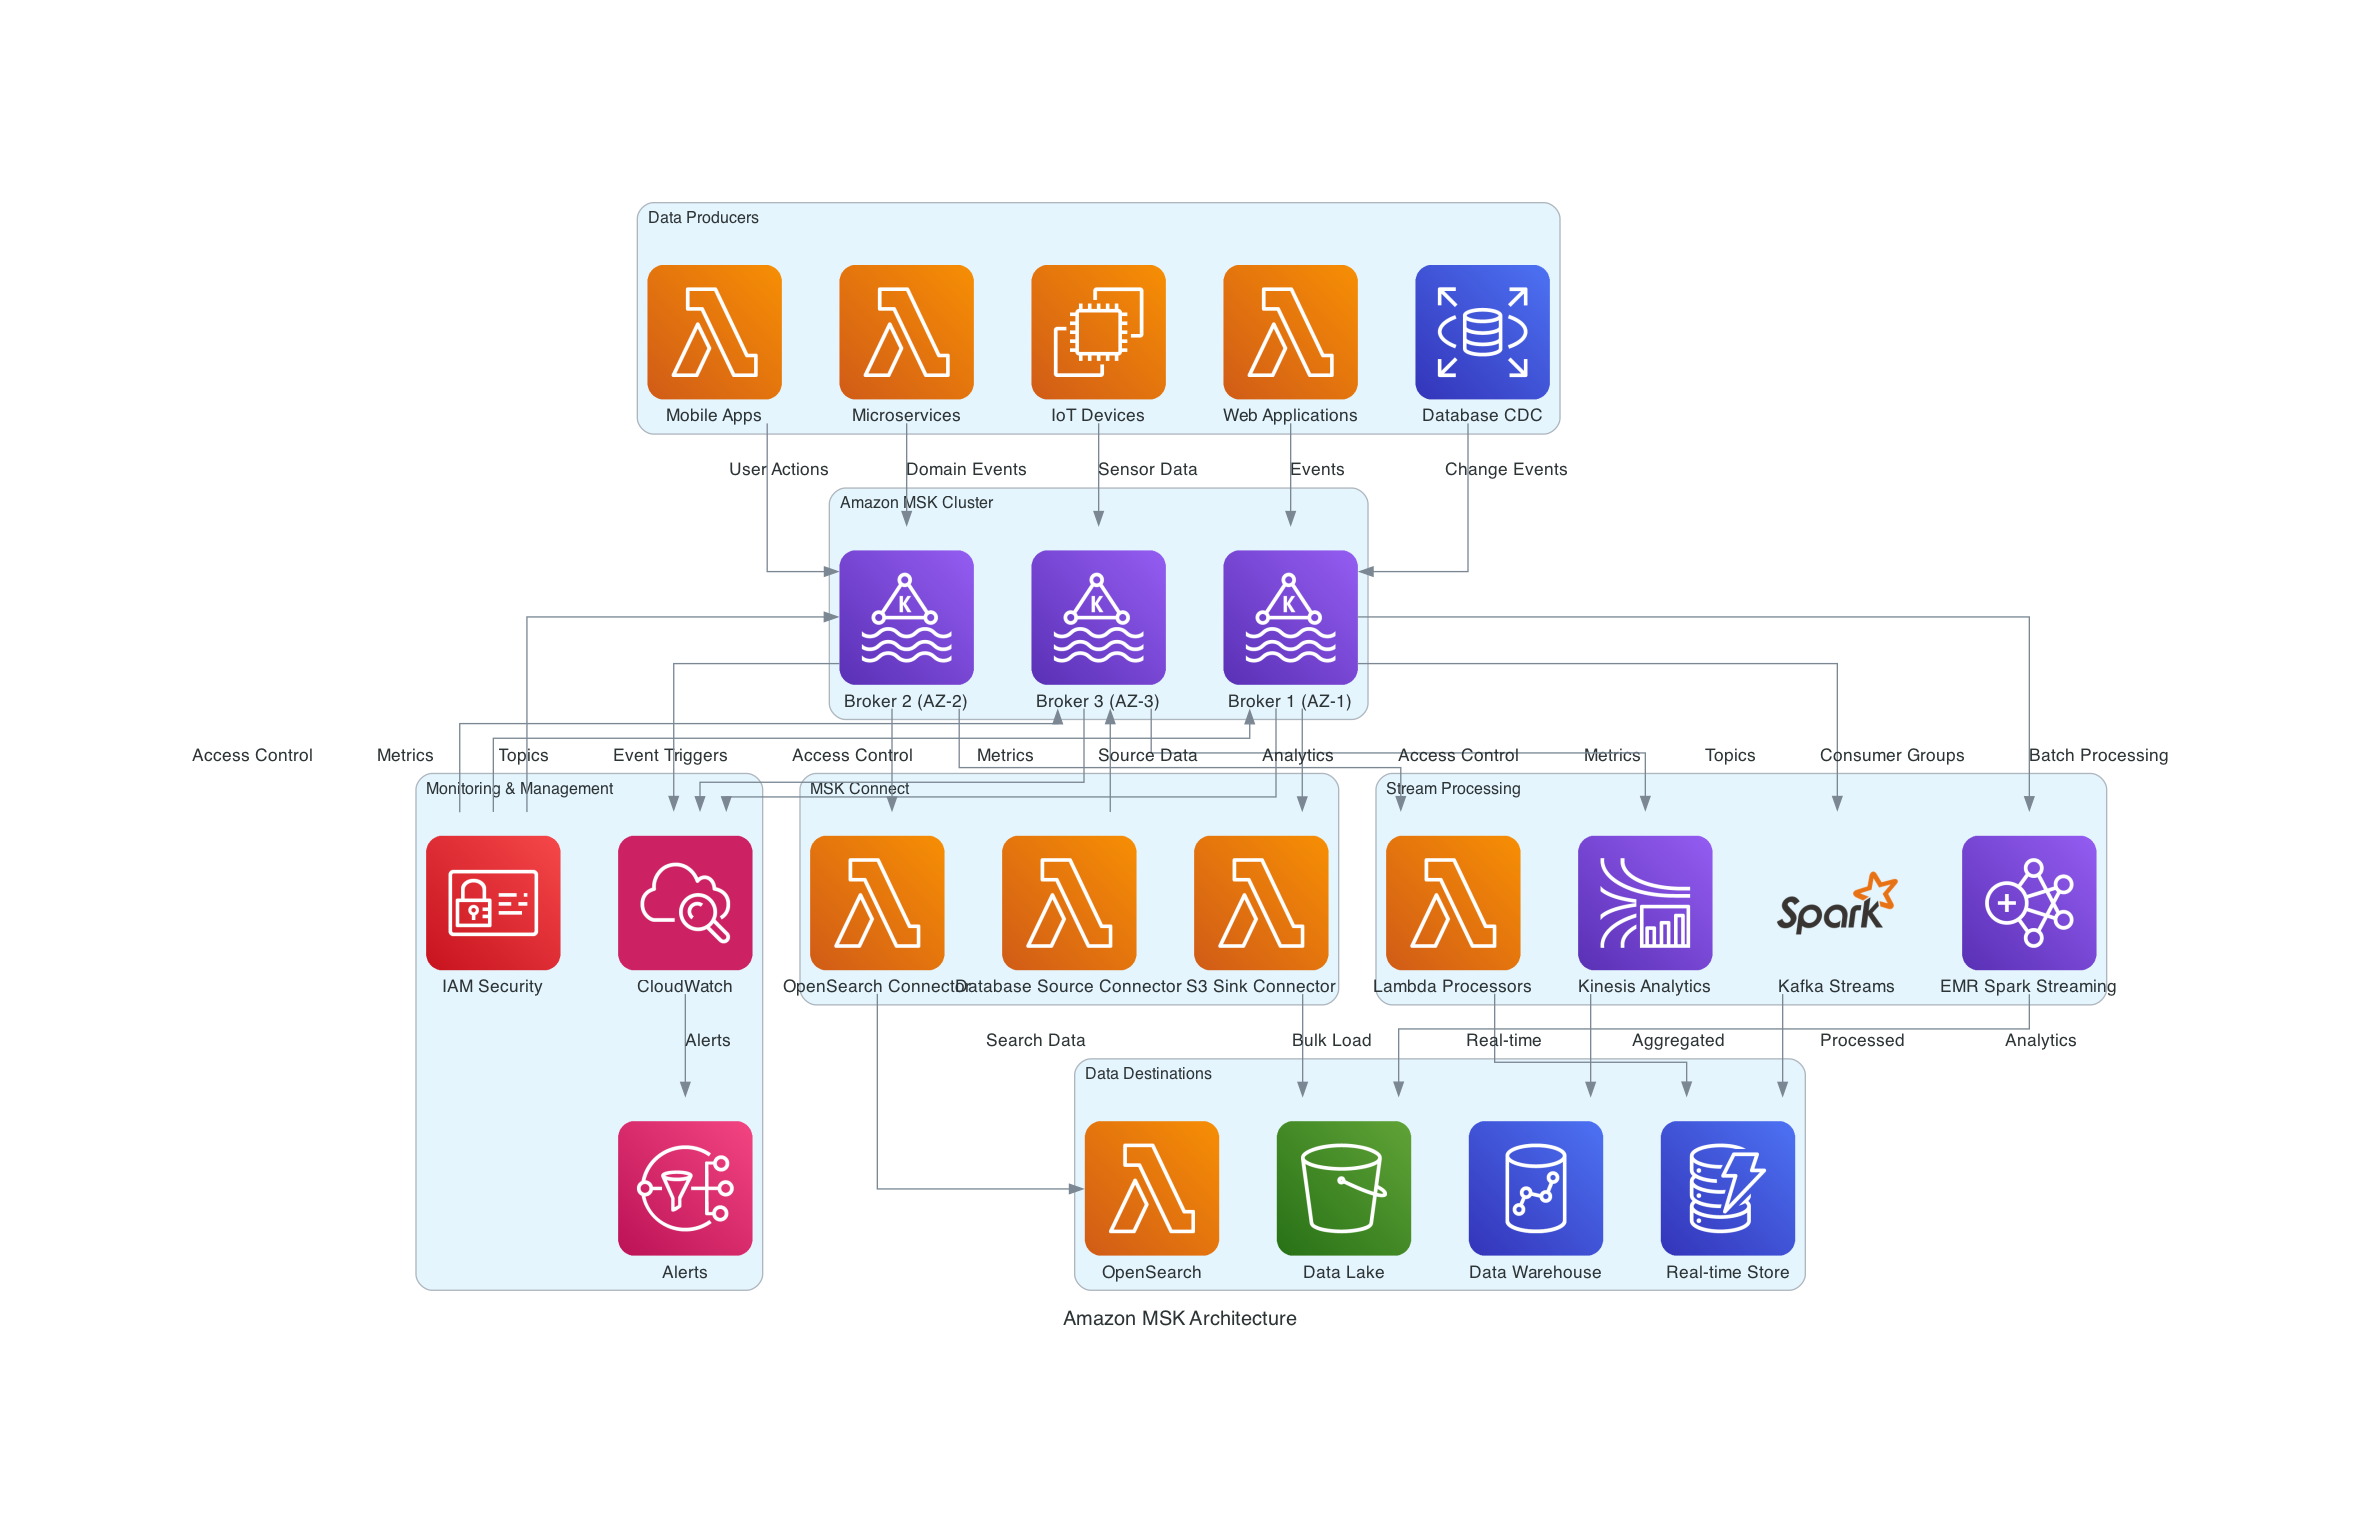 Data Producers
Mobile Apps
Microservices
IoT Devices
Web Applications
Database CDC
User Actions
Domain Events
Sensor Data
Events
Change Events
Amazon MSK Cluster
K
K
K
Broker 2 (AZ-2)
Broker 3 (AZ-3)
Broker 1 (AZ-1)
Access Control
Metrics
Topics
Event Triggers
Access Control
Metrics
Source Data
Analytics
Access Control
Metrics
Topics
Consumer Groups
Batch Processing
Monitoring & Management
MSK Connect
Stream Processing
Spark
IAM Security
CloudWatch
OpenSearch Connector
Database Source Connector
S3 Sink Connector
Lambda Processors
Kinesis Analytics
Kafka Streams
EMR Spark Streaming
Alerts
Search Data
Bulk Load
Real-time
Aggregated
Processed
Analytics
Data Destinations
Alerts
OpenSearch
Data Lake
Data Warehouse
Real-time Store
Amazon MSK Architecture